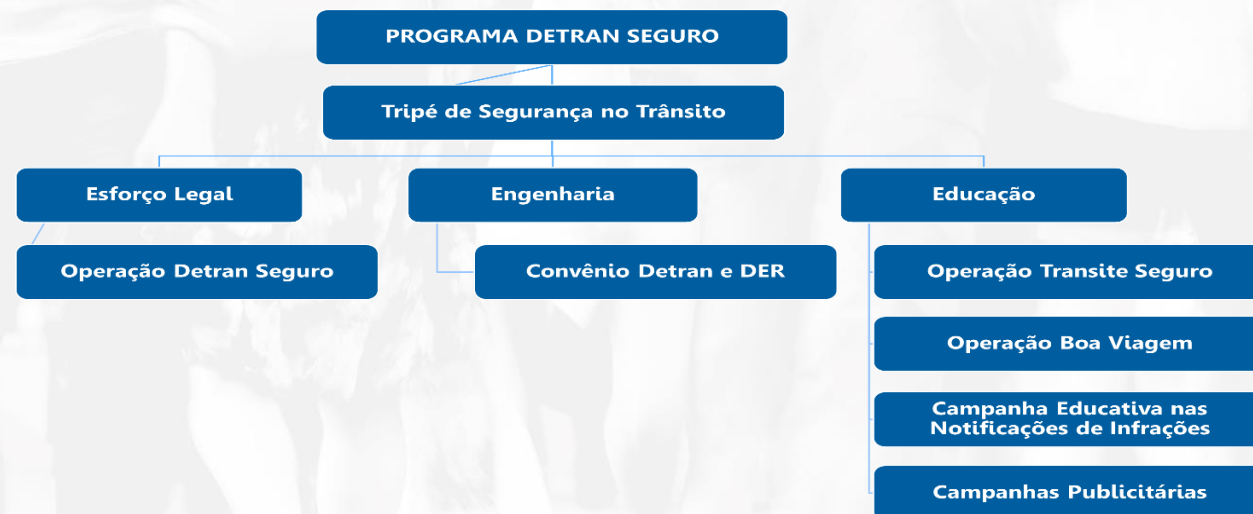 PROGRAMA DETRAN SEGURO
Tripé de Segurança no Trânsito
Esforço Legal
Engenharia
Educação
Operação Detran Seguro
Convênio Detran e DER
Operação Transite Seguro
Operação Boa Viagem
Campanha Educativa nas
Notificações de Infrações
Campanhas Publicitárias